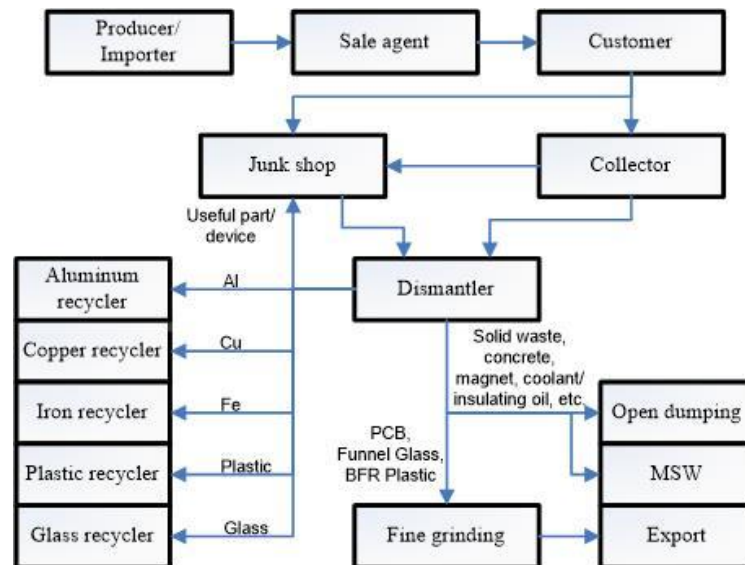 Producer/
Importer
Sale agent
Customer
Junk shop
Collector
Useful part/
device
Aluminum
recycler
Al
Dismantler
Copper recycler
Cu
Solid waste,
concrete,
magnet, coolant/
insulating oil, etc.
Iron recycler
Fe
Open dumping
PCB,
Funnel Glass,
BFR Plastic
Plastic recycler
Plastic
MSW
Glass recycler
Glass
Fine grinding
Export